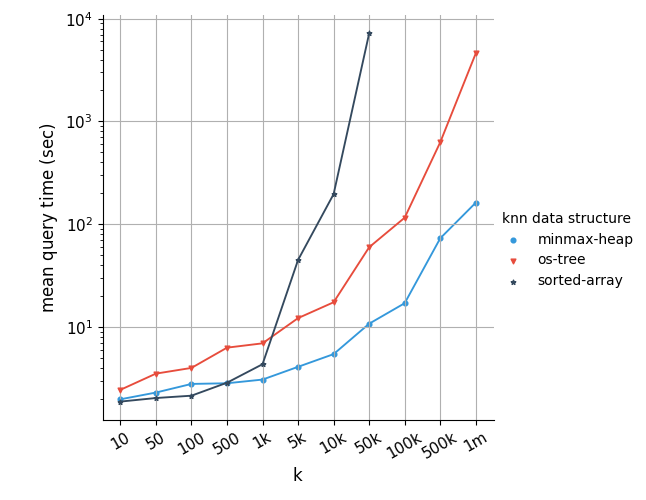 mean query time (sec)
10^4
10^3
10^2
10^1
10 50 100 500 1k 5k 10k 50k 100k 500k 1m
k
knn data structure
minmax-heap
os-tree
sorted-array